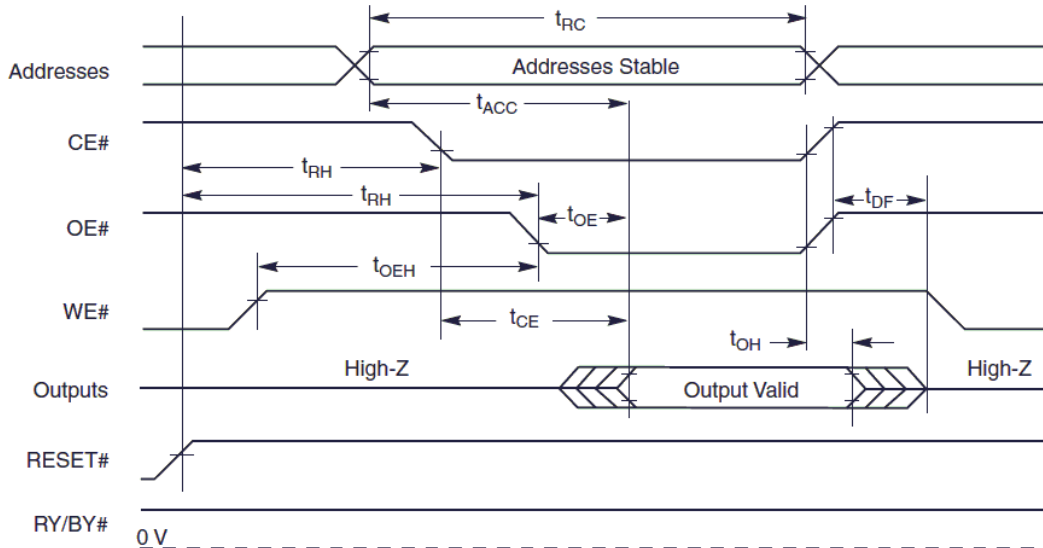 tRC
Addresses
Addresses Stable
tACC
CE#
tRH
tRH
OE#
tOE
tDF
tOEH
WE#
tCE
tOH
High-Z
High-Z
Outputs
Output Valid
RESET#
RY/BY#
0 V